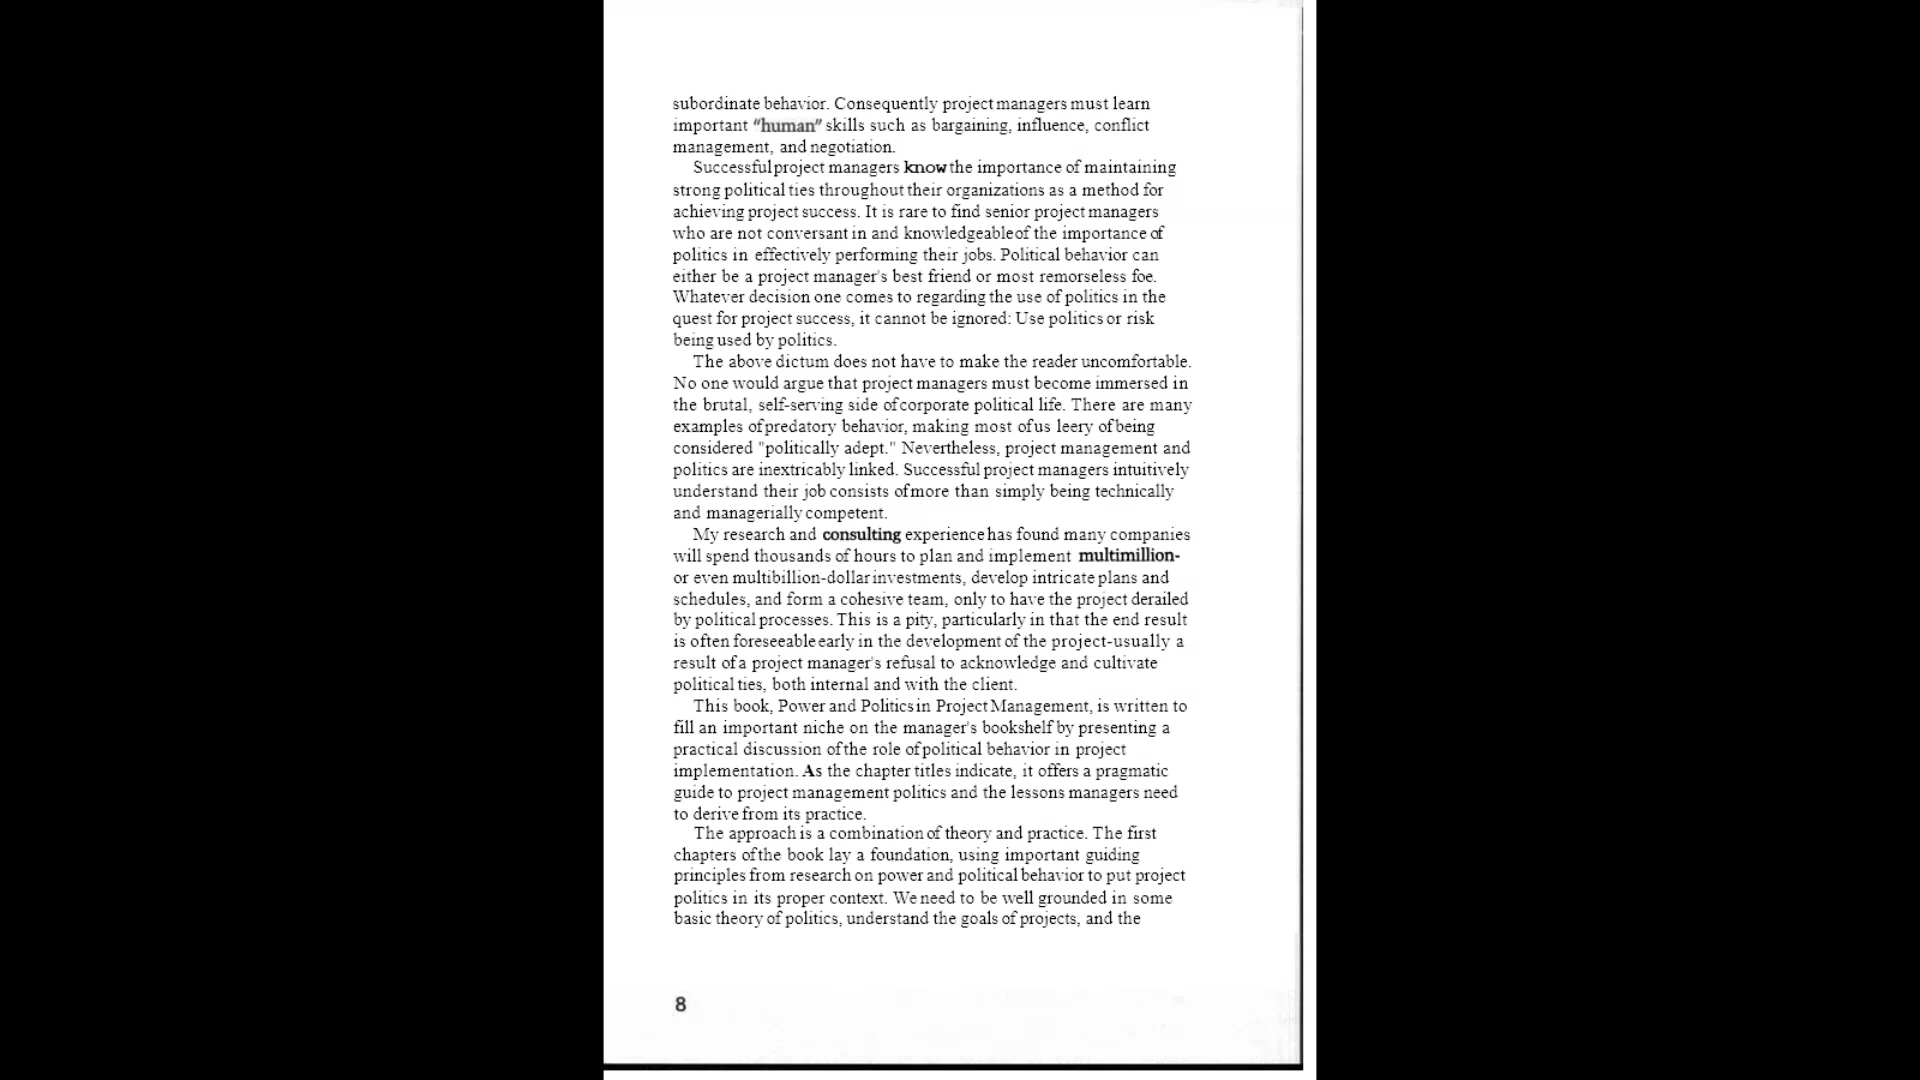 subordinate behavior. Consequently project managers must learn
important "human" skills such as bargaining, influence, conflict
management, and negotiation.
Successful project managers know the importance of maintaining
strong political ties throughout their organizations as a method for
achieving project success. It is rare to find senior project managers
who are not conversant in and knowledgeable of the importance of
politics in effectively performing their jobs. Political behavior can
either be a project manager's best friend or most remorseless foe.
Whatever decision one comes to regarding the use of politics in the
quest for project success, it cannot be ignored: Use politics or risk
being used by politics.
The above dictum does not have to make the reader uncomfortable.
No one would argue that project managers must become immersed in
the brutal, self-serving side of corporate political life. There are many
examples of predatory behavior, making most of us leery of being
considered "politically adept." Nevertheless, project management and
politics are inextricably linked. Successful project managers intuitively
understand their job consists of more than simply being technically
and managerially competent.
My research and consulting experience has found many companies
will spend thousands of hours to plan and implement multimillion-
or even multibillion-dollar investments, develop intricate plans and
schedules, and form a cohesive team, only to have the project derailed
by political processes. This is a pity, particularly in that the end result
is often foreseeable early in the development of the project-usually a
result of a project manager's refusal to acknowledge and cultivate
political ties, both internal and with the client.
This book, Power and Politics in Project Management, is written to
fill an important niche on the manager's bookshelf by presenting a
practical discussion of the role of political behavior in project
implementation. As the chapter titles indicate, it offers a pragmatic
guide to project management politics and the lessons managers need
to derive from its practice.
The approach is a combination of theory and practice. The first
chapters of the book lay a foundation, using important guiding
principles from research on power and political behavior to put project
politics in its proper context. We need to be well grounded in some
basic theory of politics, understand the goals of projects, and the
8